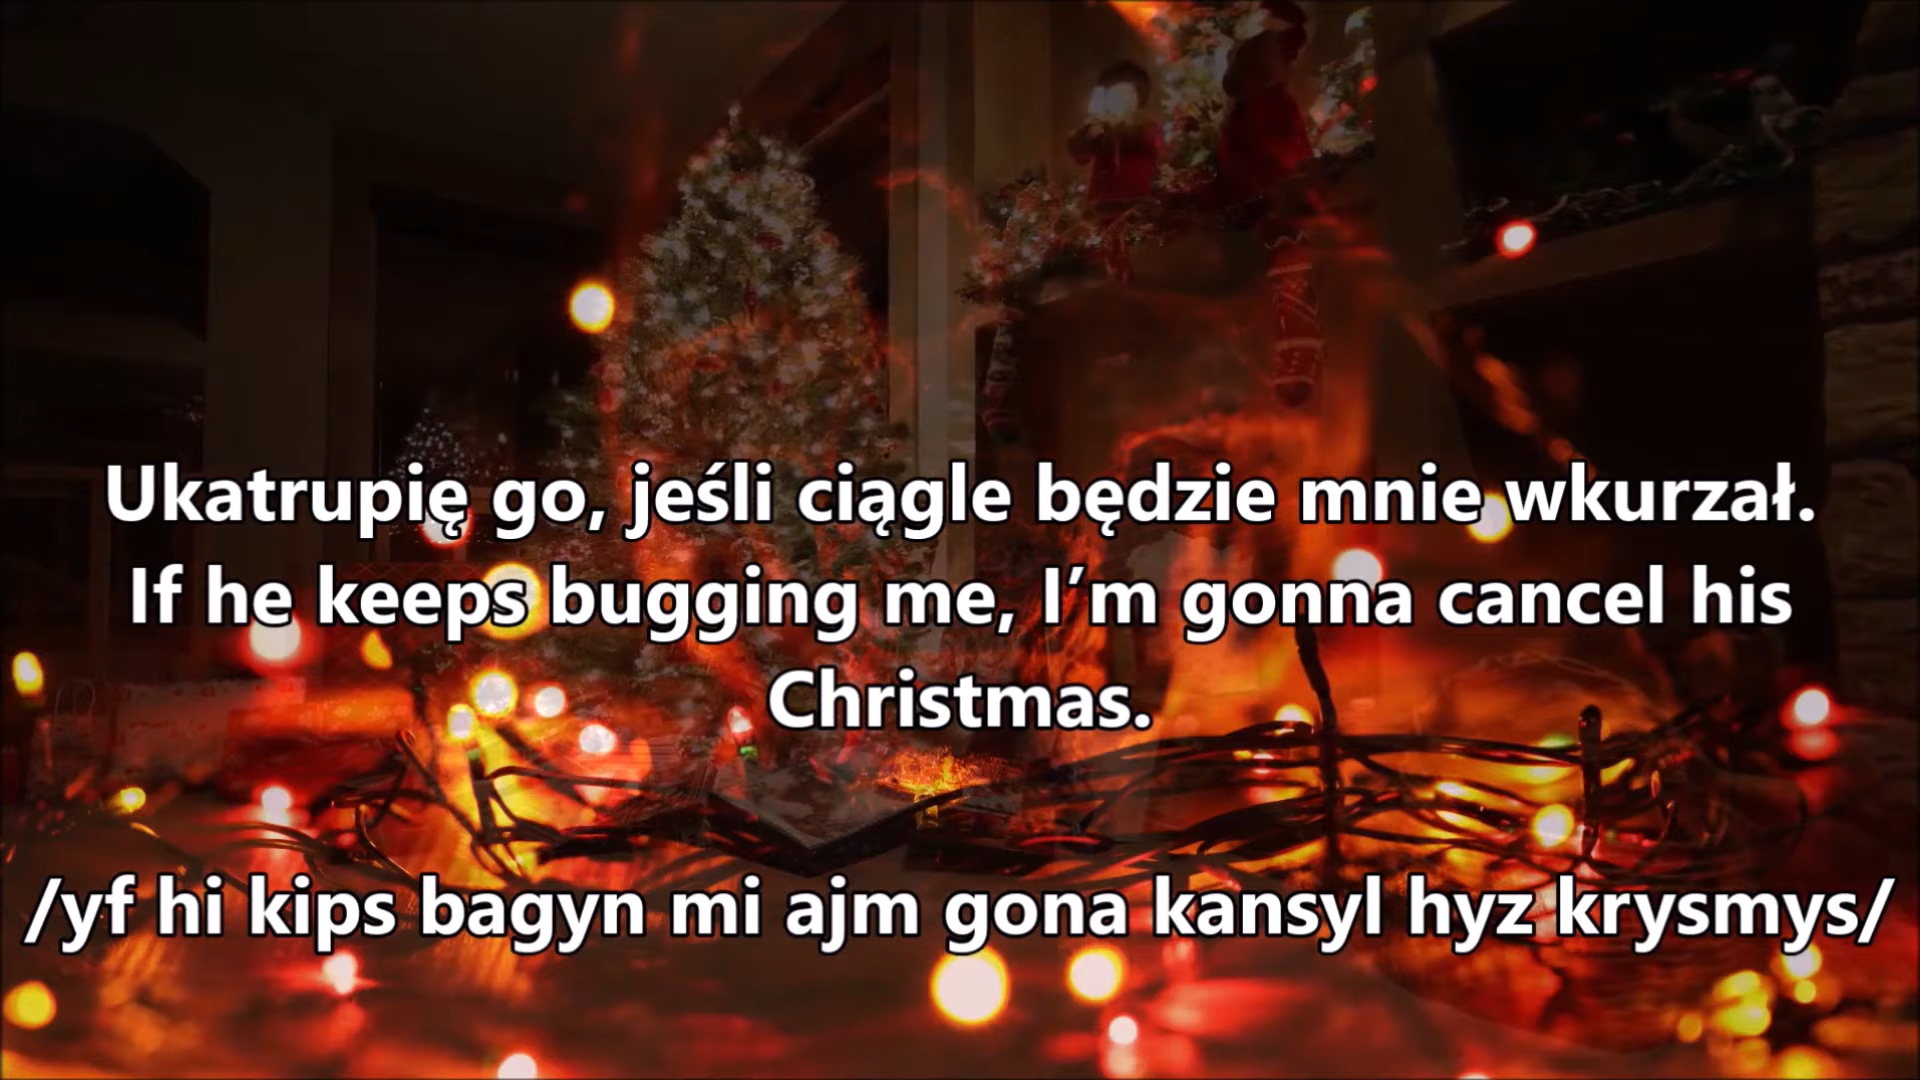 Ukatrupię go, jeśli ciągle będzie mnie wkurzał.
If he keeps bugging me, I’m gonna cancel his
Christmas.
/yf hi kips bagyn mi ajm gona kansyl hyz krysmys/